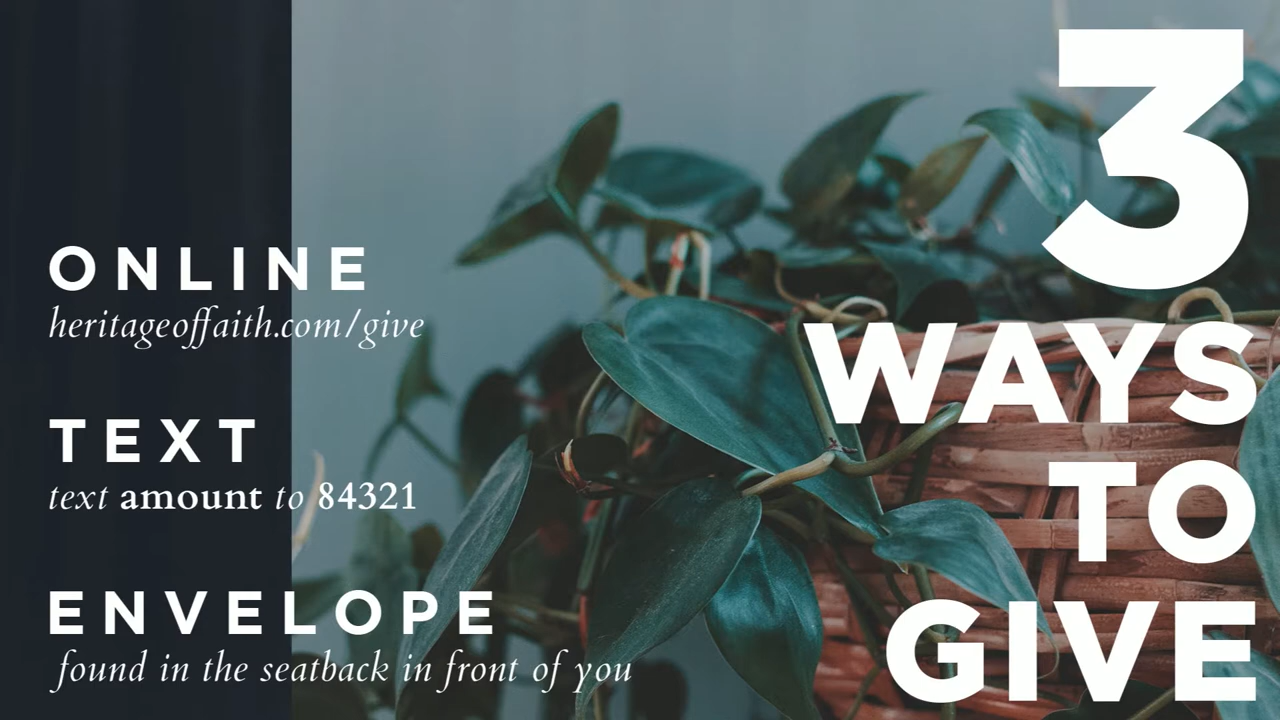 3
WAYS
TO
GIVE
ONLINE
heritageoffaith.com/give
TEXT
text amount to 84321
ENVELOPE
found in the seatback in front of you